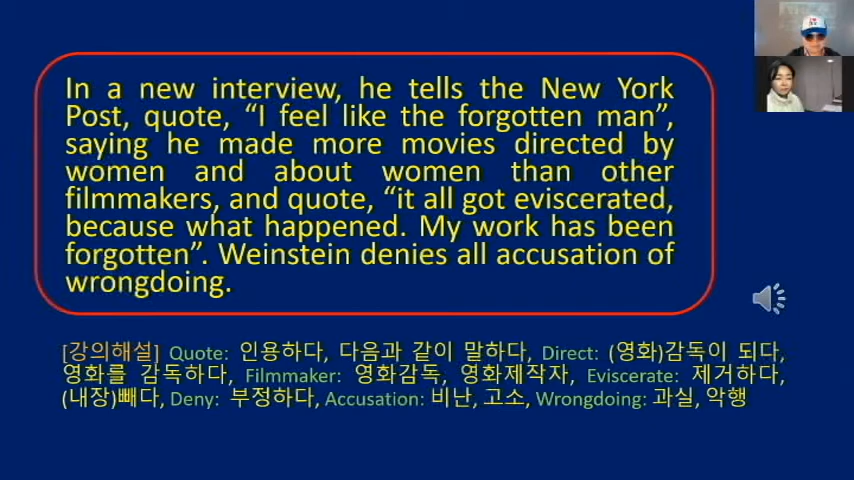 In a new interview, he tells the New York
Post, quote, “I feel like the forgotten man”,
saying he made more movies directed by
women and about women than other
filmmakers, and quote, “it all got eviscerated,
because what happened. My work has been
forgotten”. Weinstein denies all accusation of
wrongdoing.
[강의해설] Quote: 인용하다, 다음과 같이 말하다, Direct: (영화)감독이 되다,
영화를 감독하다, Filmmaker: 영화감독, 영화제작자, Eviscerate: 제거하다,
(내장)빼다, Deny: 부정하다, Accusation: 비난, 고소, Wrongdoing: 과실, 악행